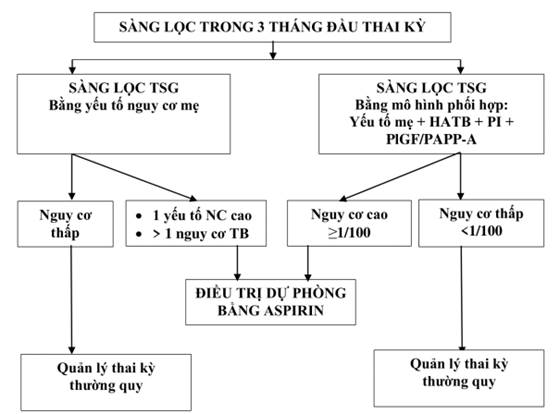 SÀNG LỌC TRONG 3 THÁNG ĐẦU THAI KỲ
SÀNG LỌC TSG
Bằng yếu tố nguy cơ mẹ
SÀNG LỌC TSG
Bằng mô hình phối hợp:
Yếu tố mẹ + HATB + PI +
PlGF/PAPP-A
Nguy cơ
thấp
• 1 yếu tố NC cao
• > 1 nguy cơ TB
Nguy cơ cao
≥1/100
Nguy cơ thấp
<1/100
ĐIỀU TRỊ DỰ PHÒNG
BẰNG ASPIRIN
Quản lý thai kỳ
thường quy
Quản lý thai kỳ
thường quy